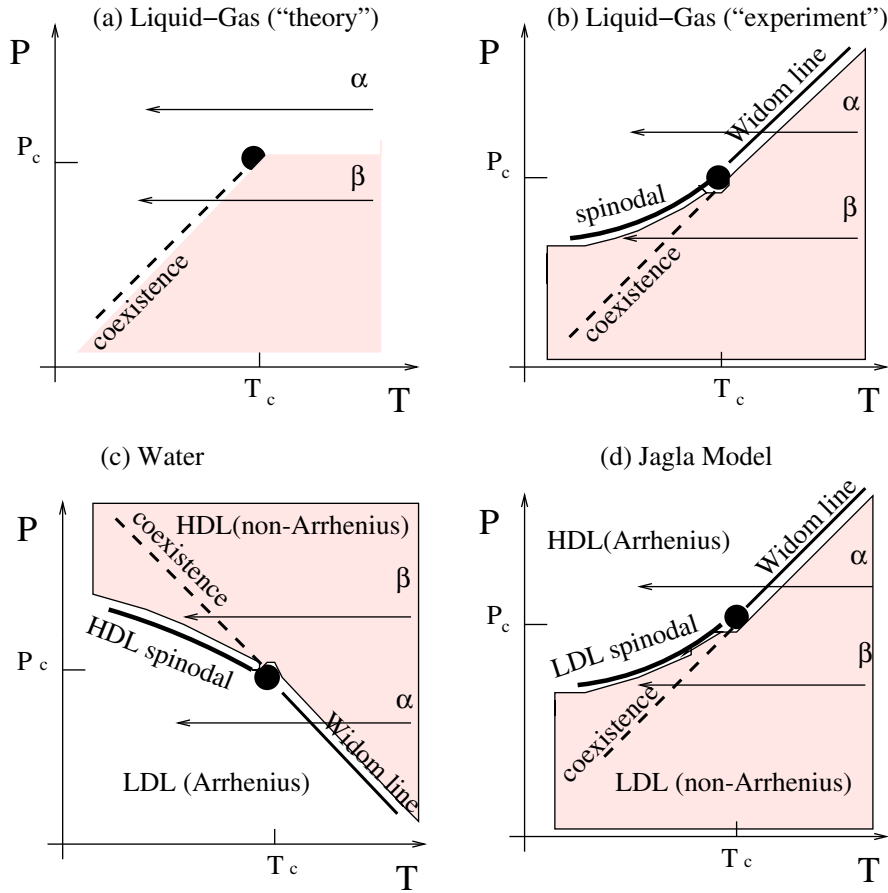 (a) Liquid−Gas (“theory”)
P
α
P c
β
coexistence
T c
T
(b) Liquid−Gas (“experiment”)
P
Widom line
α
P c
spinodal
β
coexistence
T c
T
(c) Water
P
HDL(non-Arrhenius)
coexistence
β
HDL spinodal
P c
α
Widom line
LDL (Arrhenius)
T c
T
(d) Jagla Model
P
Widom line
HDL(Arrhenius)
α
P c
LDL spinodal
β
coexistence
LDL (non-Arrhenius)
T c
T